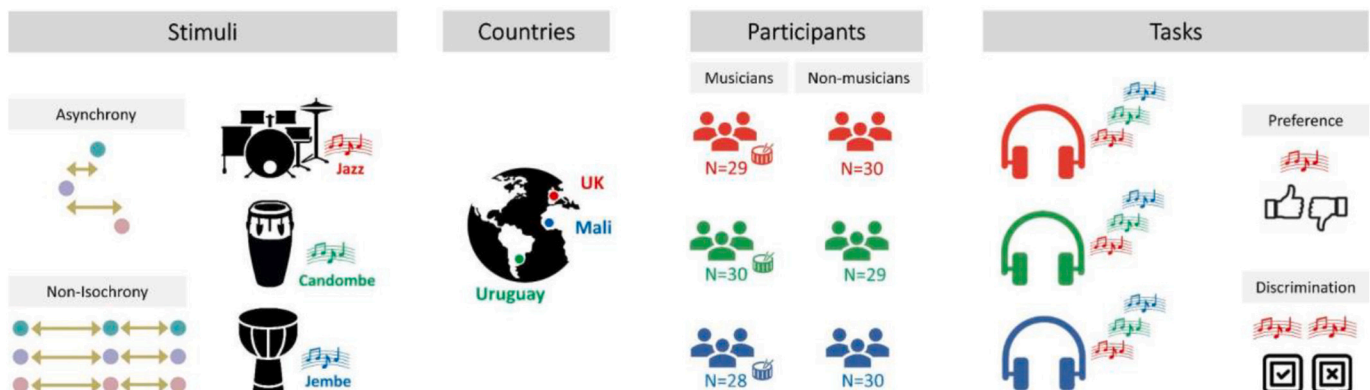 Stimuli
Countries
Participants
Tasks
Musicians
Non-musicians
Asynchrony
Jazz
Candombe
Non-Isochrony
Jembe
UK
Mali
Uruguay
N=29
N=30
N=30
N=29
N=28
N=30
Preference
Discrimination